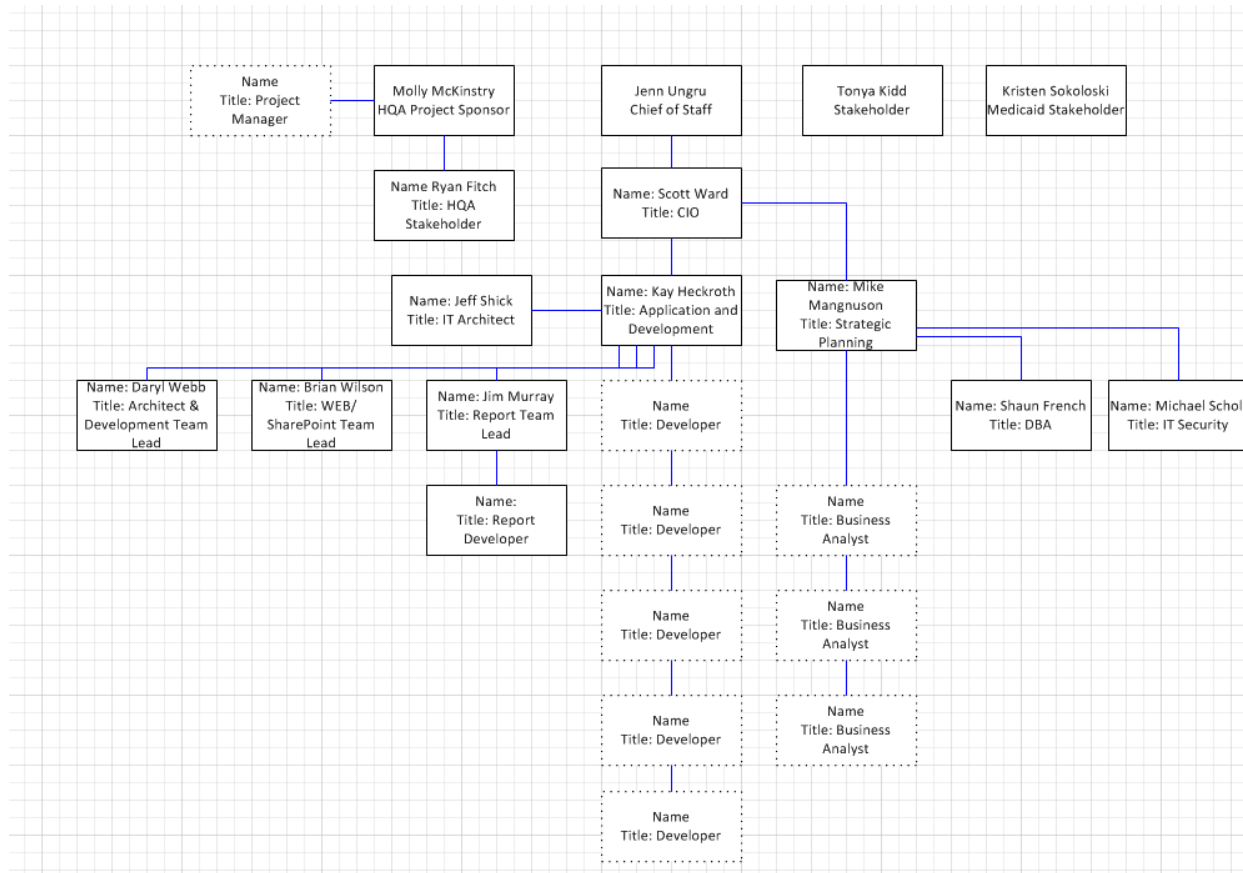 Name
Title: Project
Manager
Molly McKinstry
HQA Project Sponsor
Jenn Ungru
Chief of Staff
Tonya Kidd
Stakeholder
Kristen Sokoloski
Medicaid Stakeholder
Name Ryan Fitch
Title: HQA
Stakeholder
Name: Scott Ward
Title: CIO
Name: Jeff Shick
Title: IT Architect
Name: Kay Heckroth
Title: Application and
Development
Name: Mike
Mangnuson
Title: Strategic
Planning
Name: Daryl Webb
Title: Architect &
Development Team
Lead
Name: Brian Wilson
Title: WEB/
SharePoint Team
Lead
Name: Jim Murray
Title: Report Team
Lead
Name
Title: Developer
Name: Shaun French
Title: DBA
Name: Michael Schol
Title: IT Security
Name:
Title: Report
Developer
Name
Title: Developer
Name
Title: Business
Analyst
Name
Title: Developer
Name
Title: Business
Analyst
Name
Title: Developer
Name
Title: Business
Analyst
Name
Title: Developer